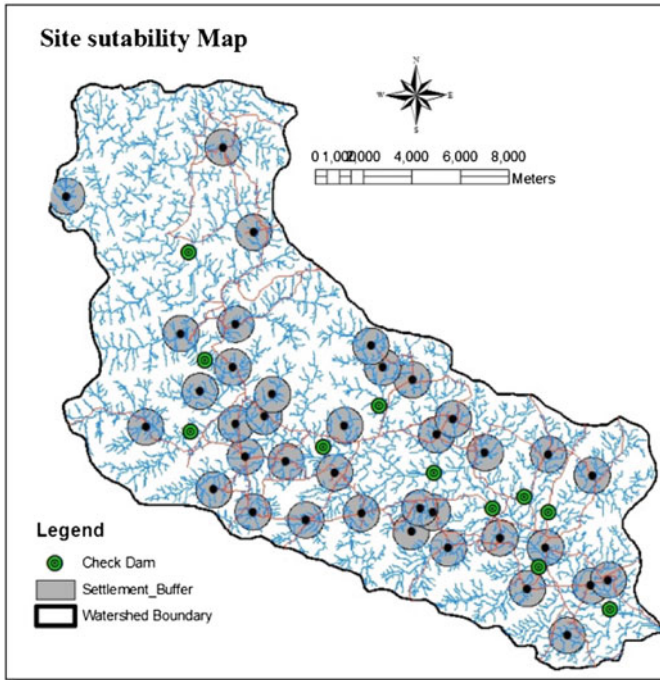 Site sutability Map
N
W E
S
0 1,0002,000 4,000 6,000 8,000
Meters
Legend
Check Dam
Settlement_Buffer
Watershed Boundary